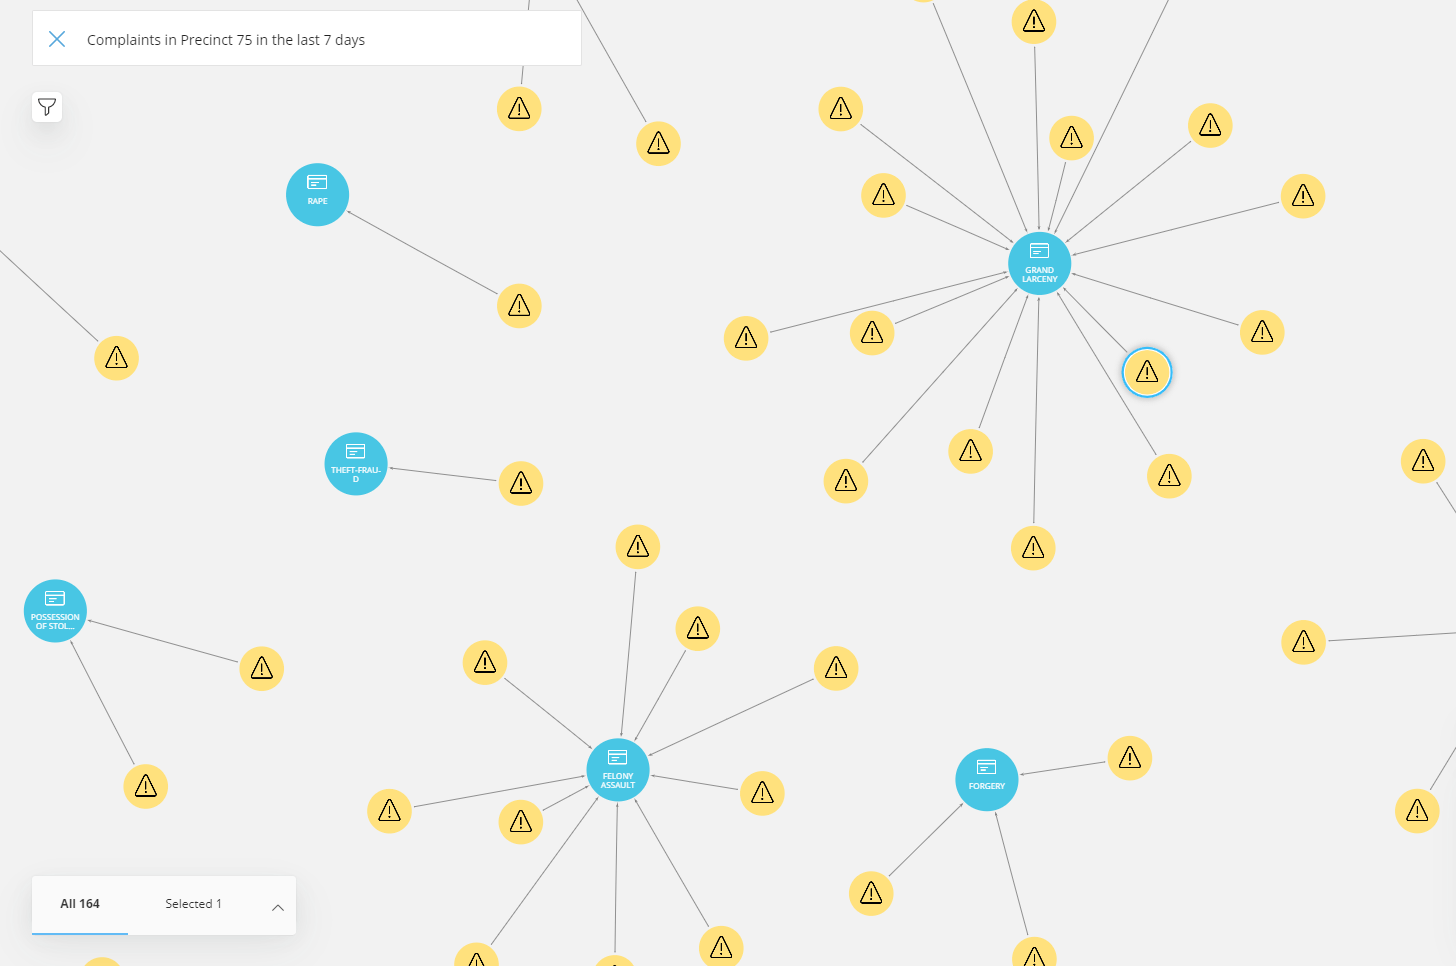 Complaints in Precinct 75 in the last 7 days
RAPE
GRAND
LARCENY
THEFT-FRAU-
D
POSSESSION
OF STOL...
FELONY
ASSAULT
FORGERY
All 164
Selected 1